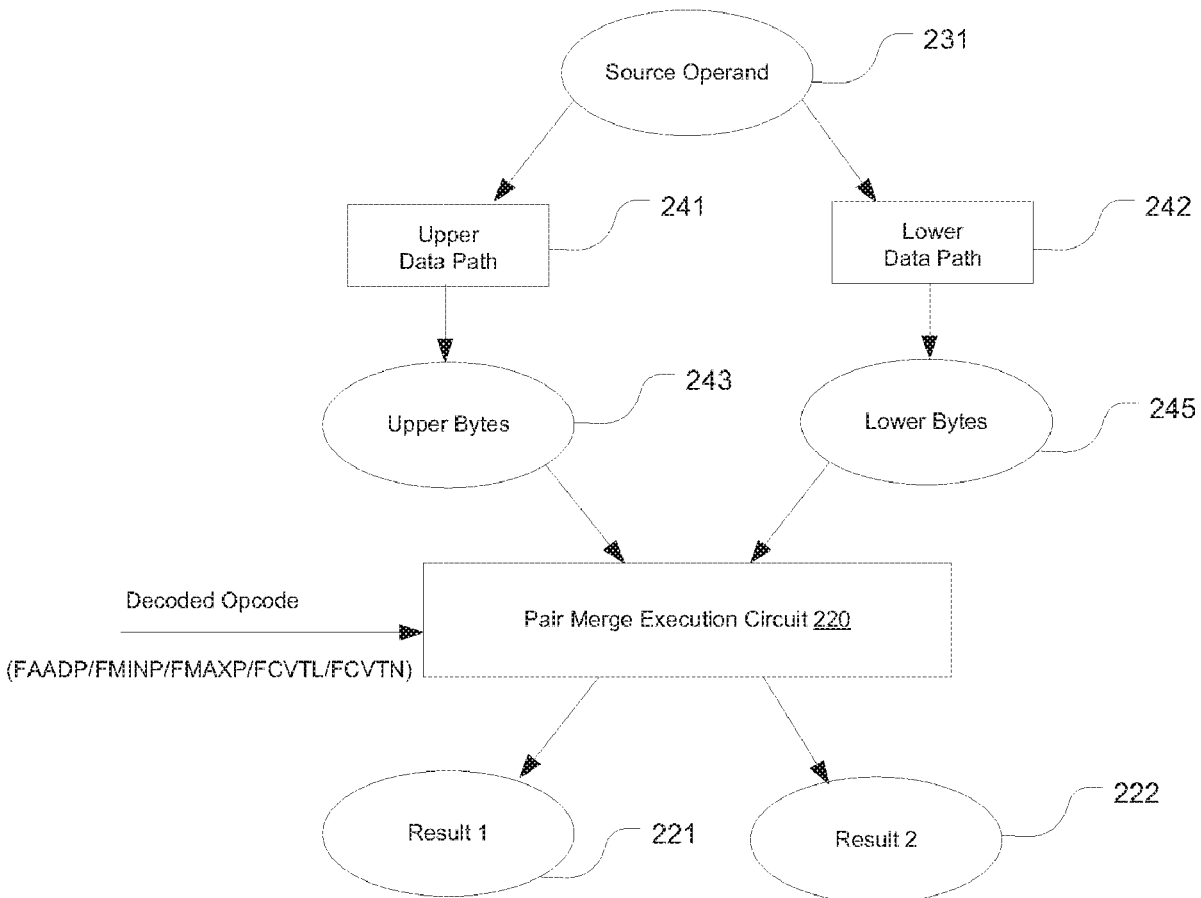 Source Operand
231
Upper
Data Path
241
Lower
Data Path
242
Upper Bytes
243
Lower Bytes
245
Decoded Opcode
(FAADP/FMINP/FMAXP/FCVTL/FCVTN)
Pair Merge Execution Circuit 220
Result 1
221
Result 2
222